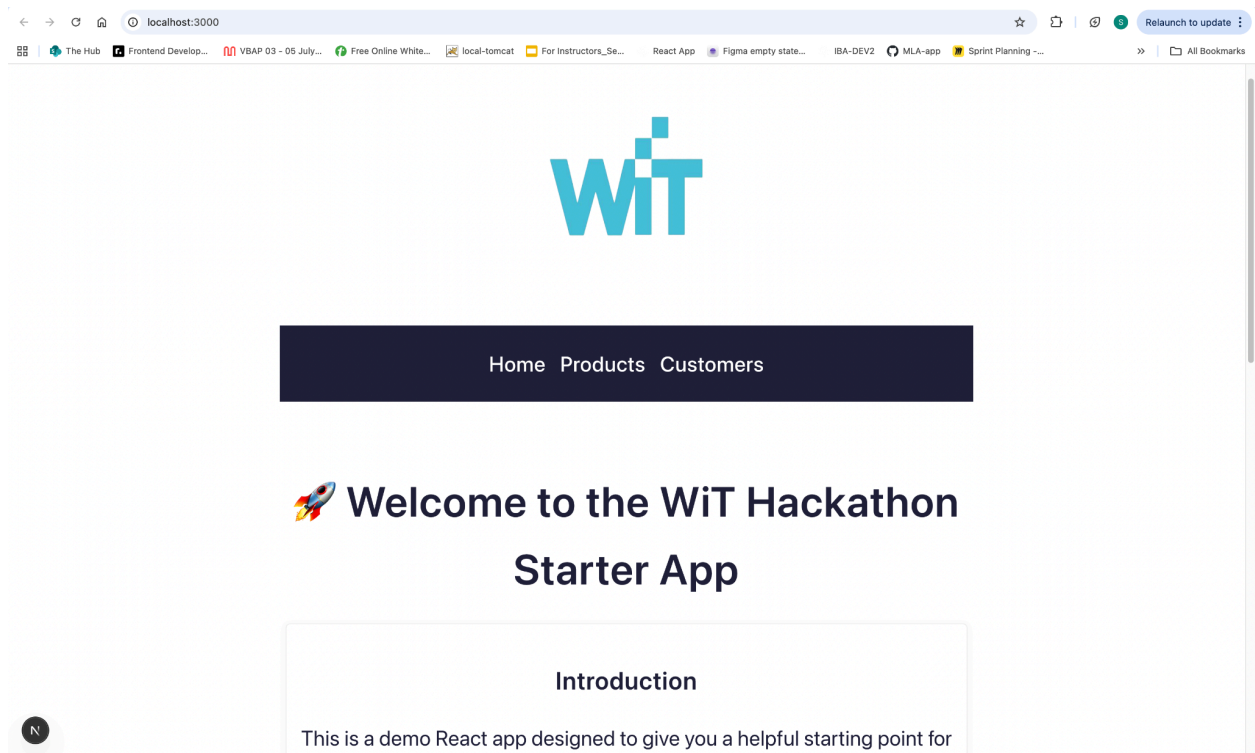 localhost:3000
S
Relaunch to update
The Hub
Frontend Develop...
VBAP 03 - 05 July...
Free Online White...
local-tomcat
For Instructors_Se...
React App
Figma empty state...
IBA-DEV2
MLA-app
Sprint Planning -...
»
All Bookmarks
WiT
Home Products Customers
🚀 Welcome to the WiT Hackathon
Starter App
Introduction
This is a demo React app designed to give you a helpful starting point for
N